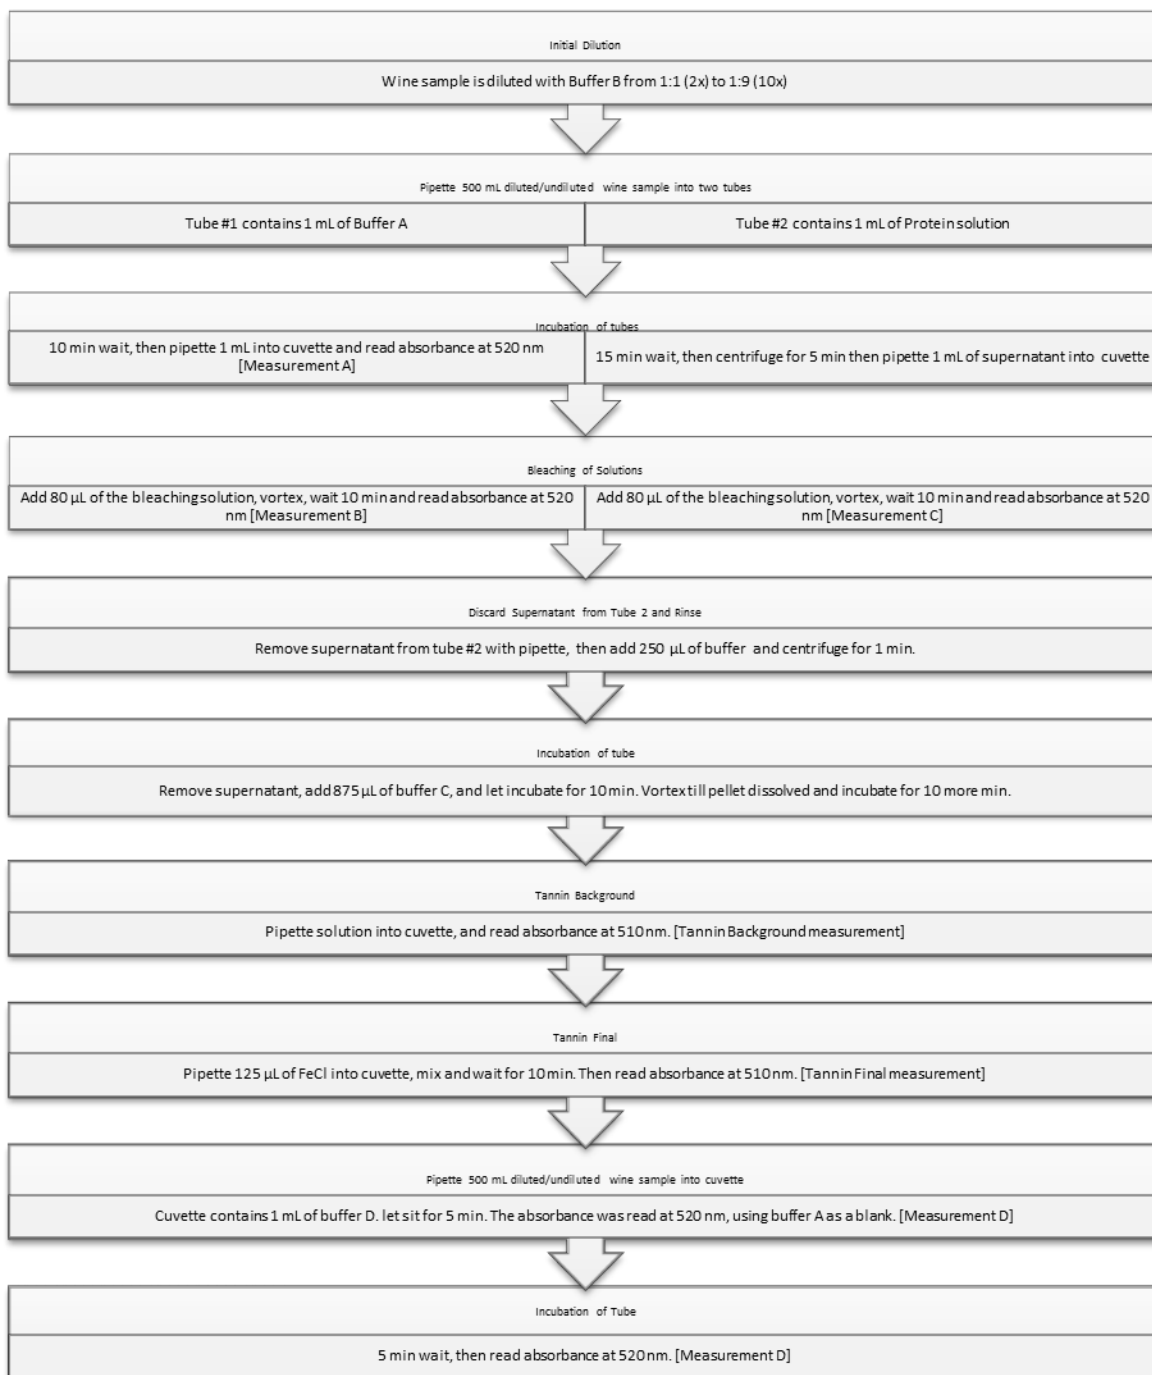 Initial Dilution
Wine sample is diluted with Buffer B from 1:1 (2x) to 1:9 (10x)
Pipette 500 mL diluted/undiluted wine sample into two tubes
Tube #1 contains 1 mL of Buffer A
Tube #2 contains 1 mL of Protein solution
Incubation of tubes
10 min wait, then pipette 1 mL into cuvette and read absorbance at 520 nm
[Measurement A]
15 min wait, then centrifuge for 5 min then pipette 1 mL of supernatant into cuvette
Bleaching of Solutions
Add 80 µL of the bleaching solution, vortex, wait 10 min and read absorbance at 520
nm [Measurement B]
Add 80 µL of the bleaching solution, vortex, wait 10 min and read absorbance at 520
nm [Measurement C]
Discard Supernatant from Tube 2 and Rinse
Remove supernatant from tube #2 with pipette, then add 250 µL of buffer and centrifuge for 1 min.
Incubation of tube
Remove supernatant, add 875 µL of buffer C, and let incubate for 10 min. Vortex till pellet dissolved and incubate for 10 more min.
Tannin Background
Pipette solution into cuvette, and read absorbance at 510 nm. [Tannin Background measurement]
Tannin Final
Pipette 125 µL of FeCl into cuvette, mix and wait for 10 min. Then read absorbance at 510 nm. [Tannin Final measurement]
Pipette 500 mL diluted/undiluted wine sample into cuvette
Cuvette contains 1 mL of buffer D. let sit for 5 min. The absorbance was read at 520 nm, using buffer A as a blank. [Measurement D]
Incubation of Tube
5 min wait, then read absorbance at 520 nm. [Measurement D]